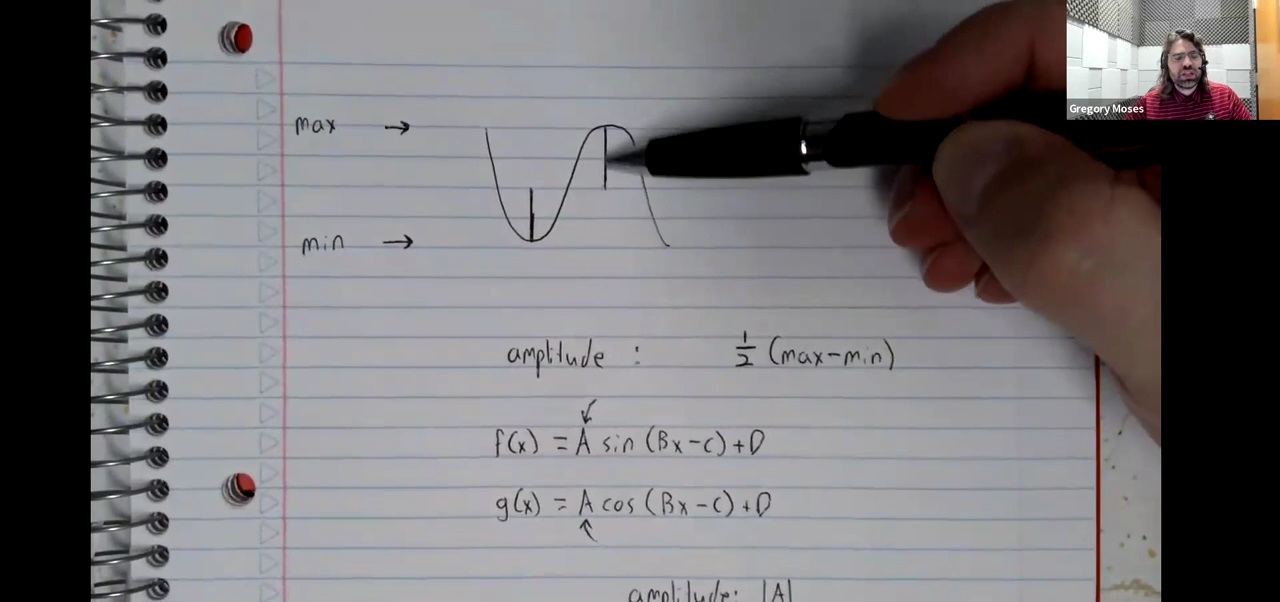 Gregory Moses
max →
min →
amplitude : 1/2 (max-min)
f(x) = A sin (Bx-C) + D
g(x) = A cos (Bx-C) + D
amplitude: |A|